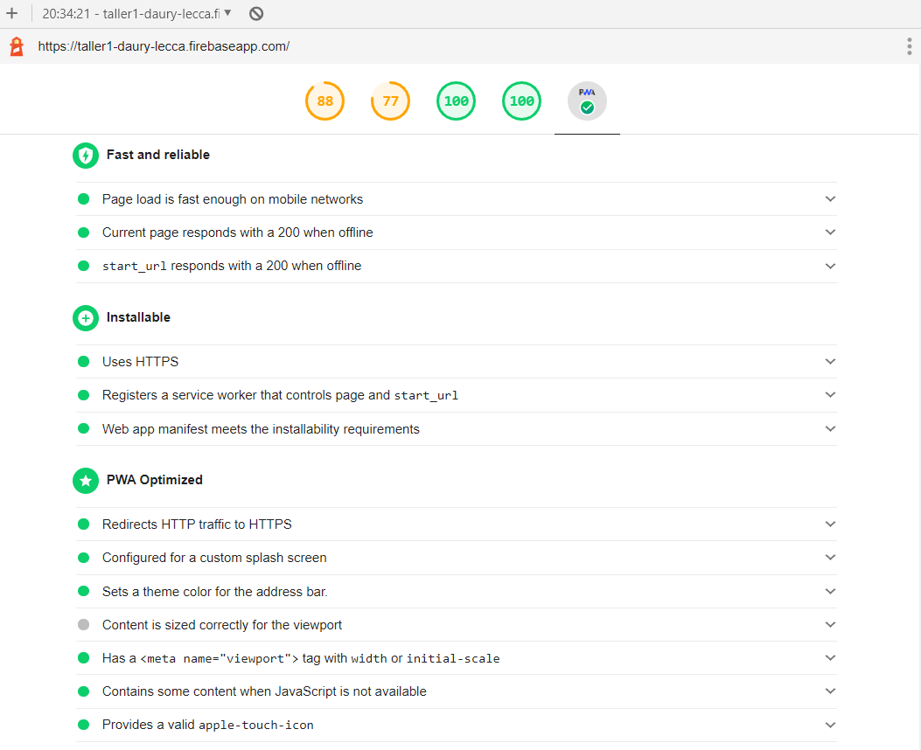 20:34:21 - taller1-daury-lecca.fi
https://taller1-daury-lecca.firebaseapp.com/
88 77 100 100 PWA
Fast and reliable
Page load is fast enough on mobile networks
Current page responds with a 200 when offline
start_url responds with a 200 when offline
Installable
Uses HTTPS
Registers a service worker that controls page and start_url
Web app manifest meets the installability requirements
PWA Optimized
Redirects HTTP traffic to HTTPS
Configured for a custom splash screen
Sets a theme color for the address bar.
Content is sized correctly for the viewport
Has a <meta name="viewport"> tag with width or initial-scale
Contains some content when JavaScript is not available
Provides a valid apple-touch-icon